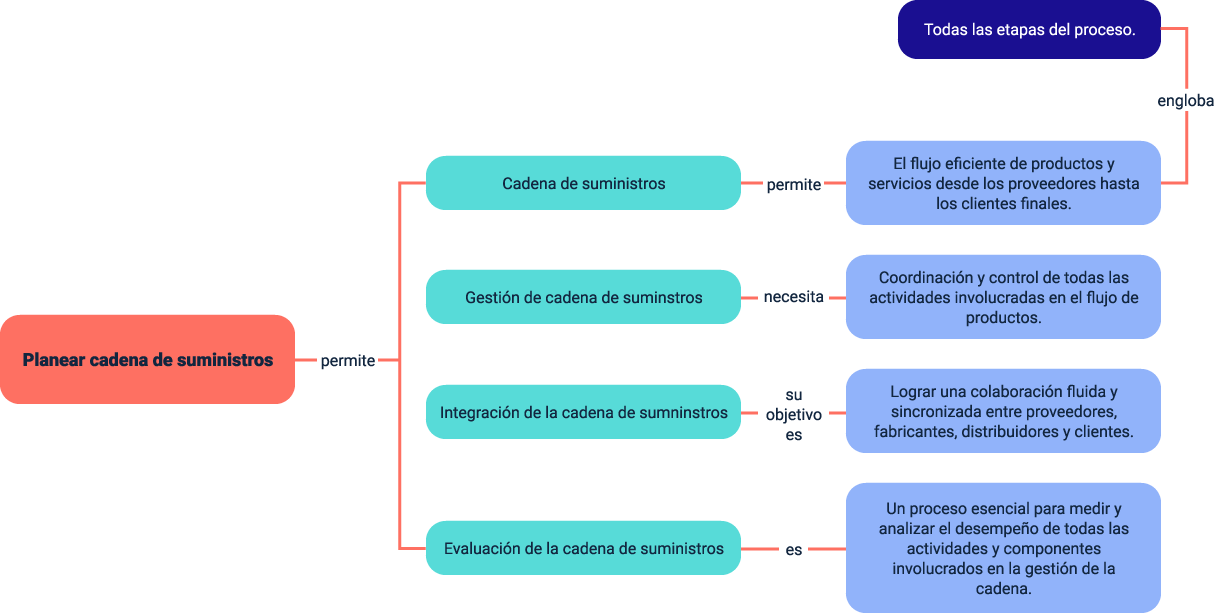 Todas las etapas del proceso.
engloba
Cadena de suministros
permite
El flujo eficiente de productos y
servicios desde los proveedores hasta
los clientes finales.
Gestión de cadena de suminstros
necesita
Coordinación y control de todas las
actividades involucradas en el flujo de
productos.
Planear cadena de suministros
permite
Integración de la cadena de sumninstros
su
objetivo
es
Lograr una colaboración fluida y
sincronizada entre proveedores,
fabricantes, distribuidores y clientes.
Evaluación de la cadena de suministros
es
Un proceso esencial para medir y
analizar el desempeño de todas las
actividades y componentes
involucrados en la gestión de la
cadena.